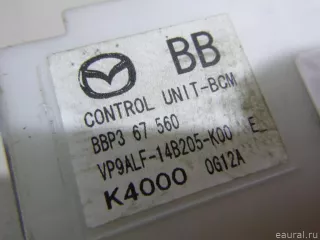 BB
CONTROL UNIT-BCM
BBP3 67 560
VP9ALF-14B205-K00 E
K4000 0G12A
eaural.ru